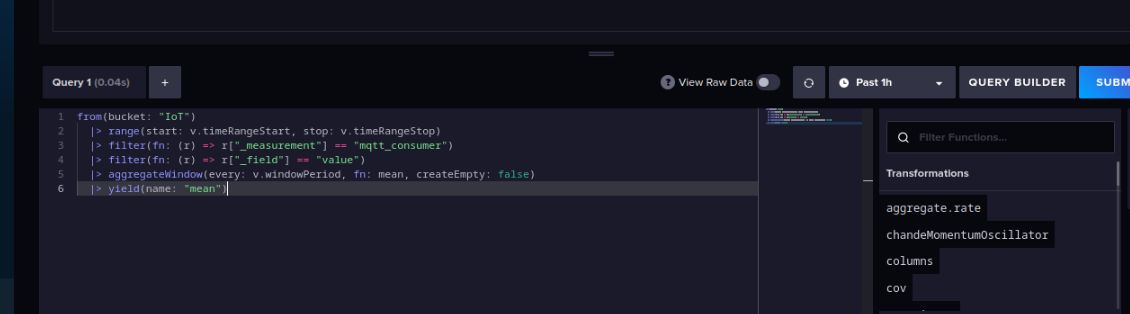 Query 1 (0.04s)
+
? View Raw Data
Past 1h
QUERY BUILDER
SUBM
1 from(bucket: "IoT")
2 |> range(start: v.timeRangeStart, stop: v.timeRangeStop)
3 |> filter(fn: (r) => r["_measurement"] == "mqtt_consumer")
4 |> filter(fn: (r) => r["_field"] == "value")
5 |> aggregateWindow(every: v.windowPeriod, fn: mean, createEmpty: false)
6 |> yield(name: "mean")
Filter Functions...
Transformations
aggregate.rate
chandeMomentumOscillator
columns
cov